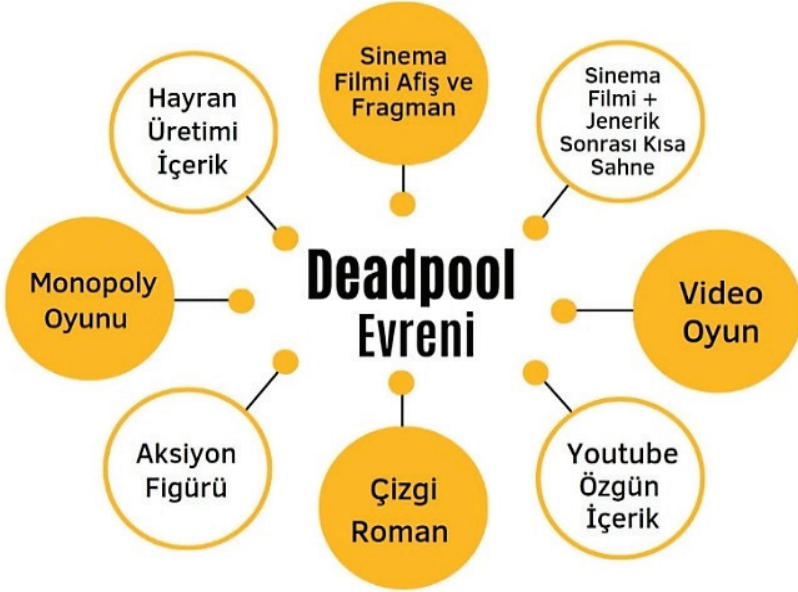 Sinema
Filmi Afiş ve
Fragman
Sinema
Filmi +
Jenerik
Sonrası Kısa
Sahne
Video
Oyun
Youtube
Özgün
İçerik
Çizgi
Roman
Aksiyon
Figürü
Monopoly
Oyunu
Hayran
Üretimi
İçerik
Deadpool
Evreni